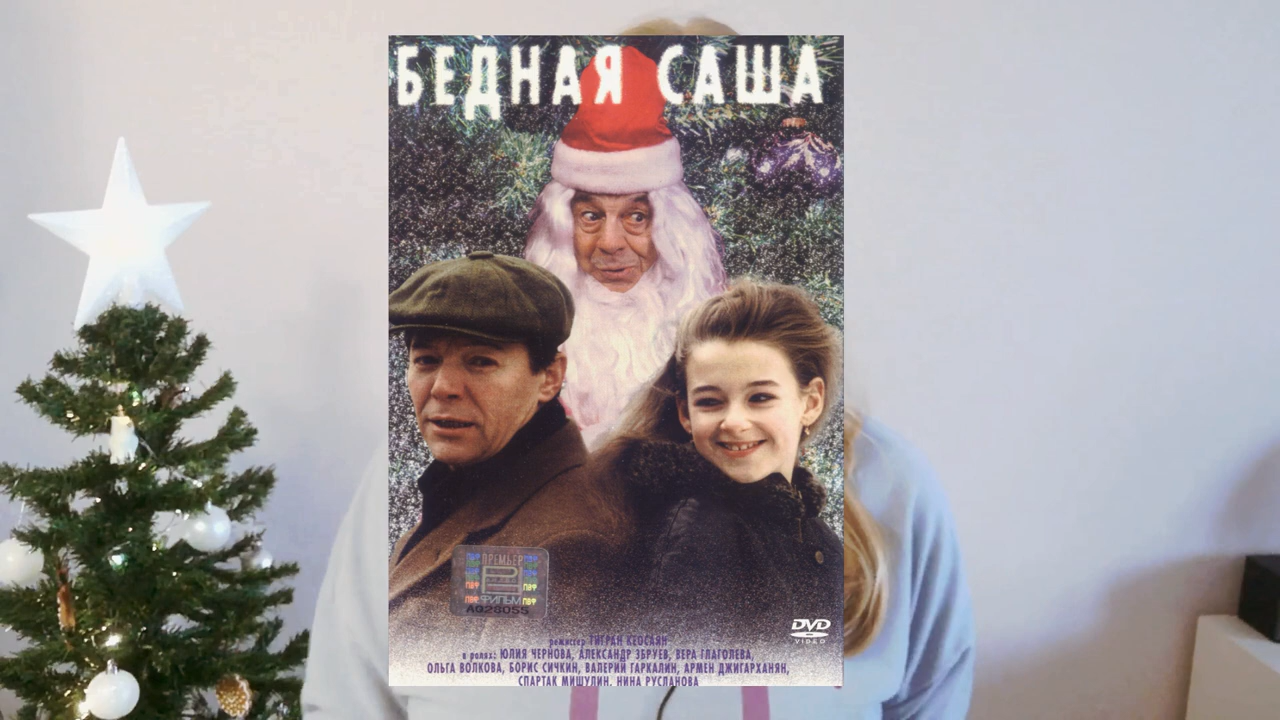 БЕДНАЯ САША
ПРЕМЬЕР
ФИЛЬМ
AQ28055
DVD
VIDEO
режиссер ТИГРАН КЕОСАЯН
в ролях: ЮЛИЯ ЧЕРНОВА, АЛЕКСАНДР ЗБРУЕВ, ВЕРА ГЛАГОЛЕВА,
ОЛЬГА ВОЛКОВА, БОРИС СИЧКИН, ВАЛЕРИЙ ГАРКАЛИН, АРМЕН ДЖИГАРХАНЯН,
СПАРТАК МИШУЛИН, НИНА РУСЛАНОВА